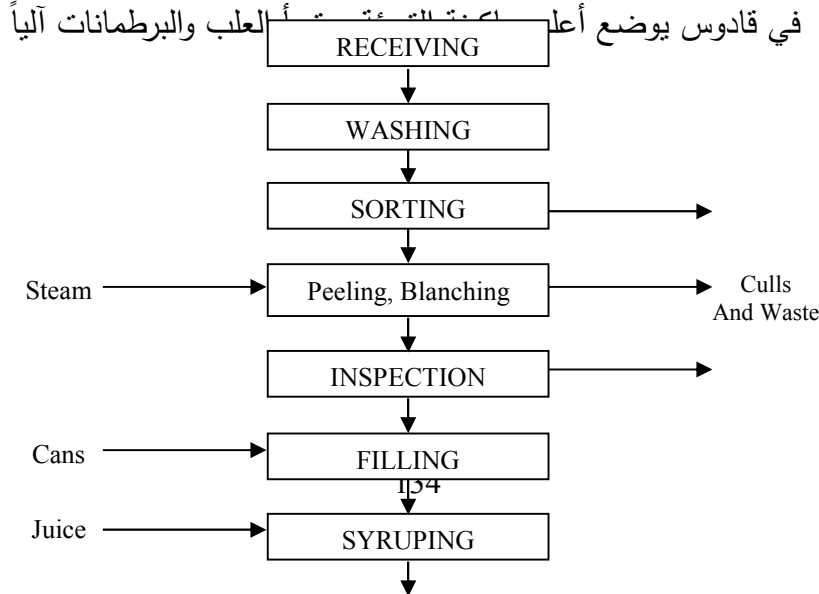 في قادوس يوضع العلب والبرطمانات آلياً
RECEIVING
WASHING
SORTING
Steam
Peeling, Blanching
Culls
And Waste
INSPECTION
Cans
FILLING
134
Juice
SYRUPING